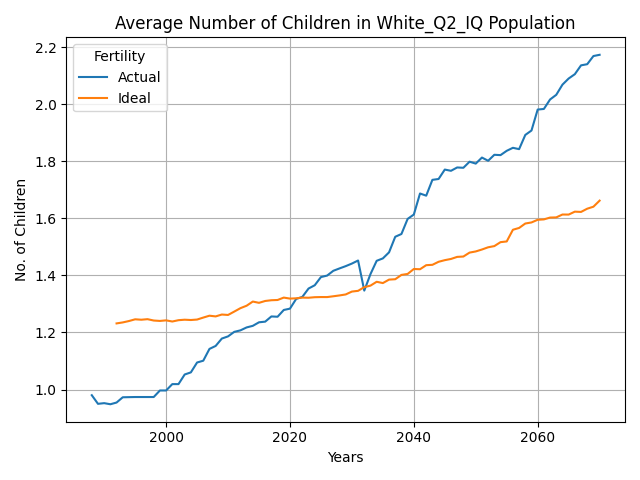 Average Number of Children in White_Q2_IQ Population
Fertility
Actual
Ideal
2.2
2.0
1.8
1.6
1.4
1.2
1.0
No. of Children
2000
2020
2040
2060
Years